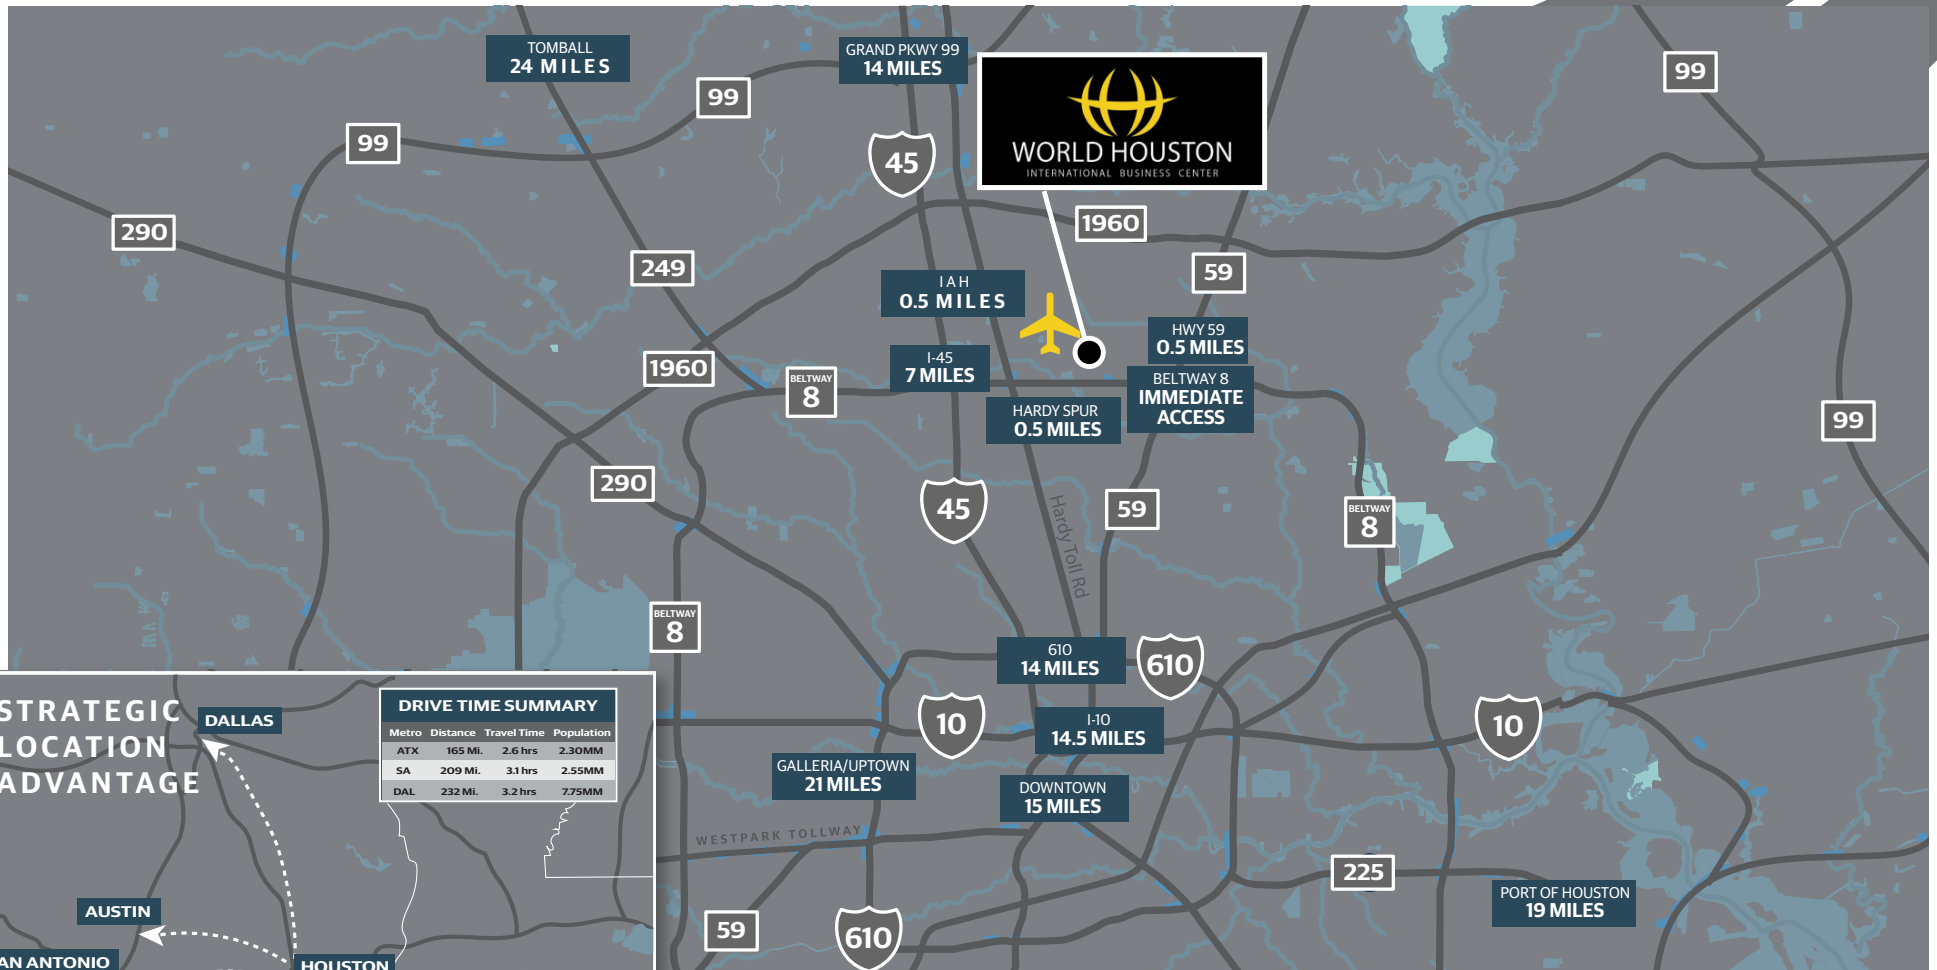 TOMBALL
24 MILES
GRAND PKWY 99
14 MILES
WORLD HOUSTON
INTERNATIONAL BUSINESS CENTER
99
99
99
45
290
1960
249
59
IAH
0.5 MILES
HWY 59
0.5 MILES
I-45
7 MILES
1960
BELTWAY
8
BELTWAY 8
IMMEDIATE
ACCESS
HARDY SPUR
0.5 MILES
99
290
45
Hardy Toll Rd
59
BELTWAY
8
BELTWAY
8
610
14 MILES
610
10
I-10
14.5 MILES
10
GALLERIA/UPTOWN
21 MILES
DOWNTOWN
15 MILES
WESTPARK TOLLWAY
225
PORT OF HOUSTON
19 MILES
59
610
STRATEGIC
LOCATION
ADVANTAGE
DALLAS
DRIVE TIME SUMMARY
Metro Distance Travel Time Population
ATX 165 Mi. 2.6 hrs 2.30MM
SA 209 Mi. 3.1 hrs 2.55MM
DAL 232 Mi. 3.2 hrs 7.75MM
AUSTIN
AN ANTONIO
HOUSTON